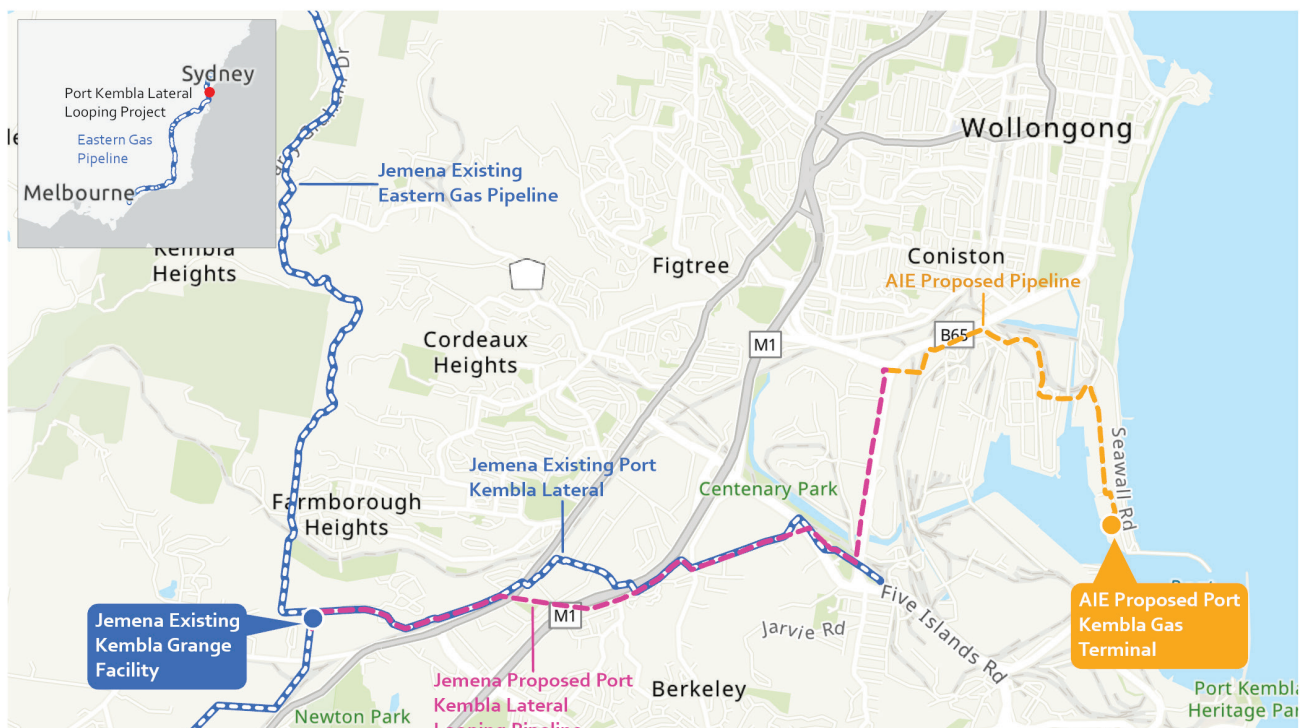 Sydney
Port Kembla Lateral
Looping Project
Eastern Gas
Pipeline
Melbourne
Kembla
Heights
Jemena Existing
Eastern Gas Pipeline
Wollongong
Figtree
Coniston
AIE Proposed Pipeline
B65
M1
Cordeaux
Heights
Jemena Existing Port
Kembla Lateral
Centenary Park
Seawall Rd
Farmborough
Heights
Jemena Existing
Kembla Grange
Facility
M1
Five Islands Rd
Jarvie Rd
AIE Proposed Port
Kembla Gas
Terminal
Jemena Proposed Port
Kembla Lateral
Looping Pipeline
Berkeley
Newton Park
Port Kembla
Heritage Par